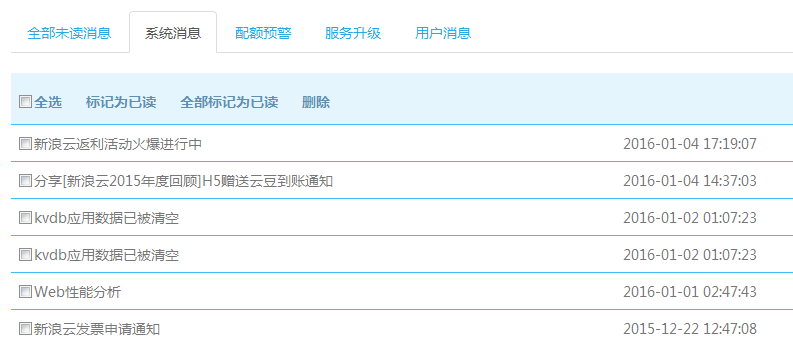 全部未读消息 系统消息 配额预警 服务升级 用户消息
全选 标记为已读 全部标记为已读 删除
新浪云返利活动火爆进行中 2016-01-04 17:19:07
分享[新浪云2015年度回顾]H5赠送云豆到账通知 2016-01-04 14:37:03
kvdb应用数据已被清空 2016-01-02 01:07:23
kvdb应用数据已被清空 2016-01-02 01:07:23
Web性能分析 2016-01-01 02:47:43
新浪云发票申请通知 2015-12-22 12:47:08